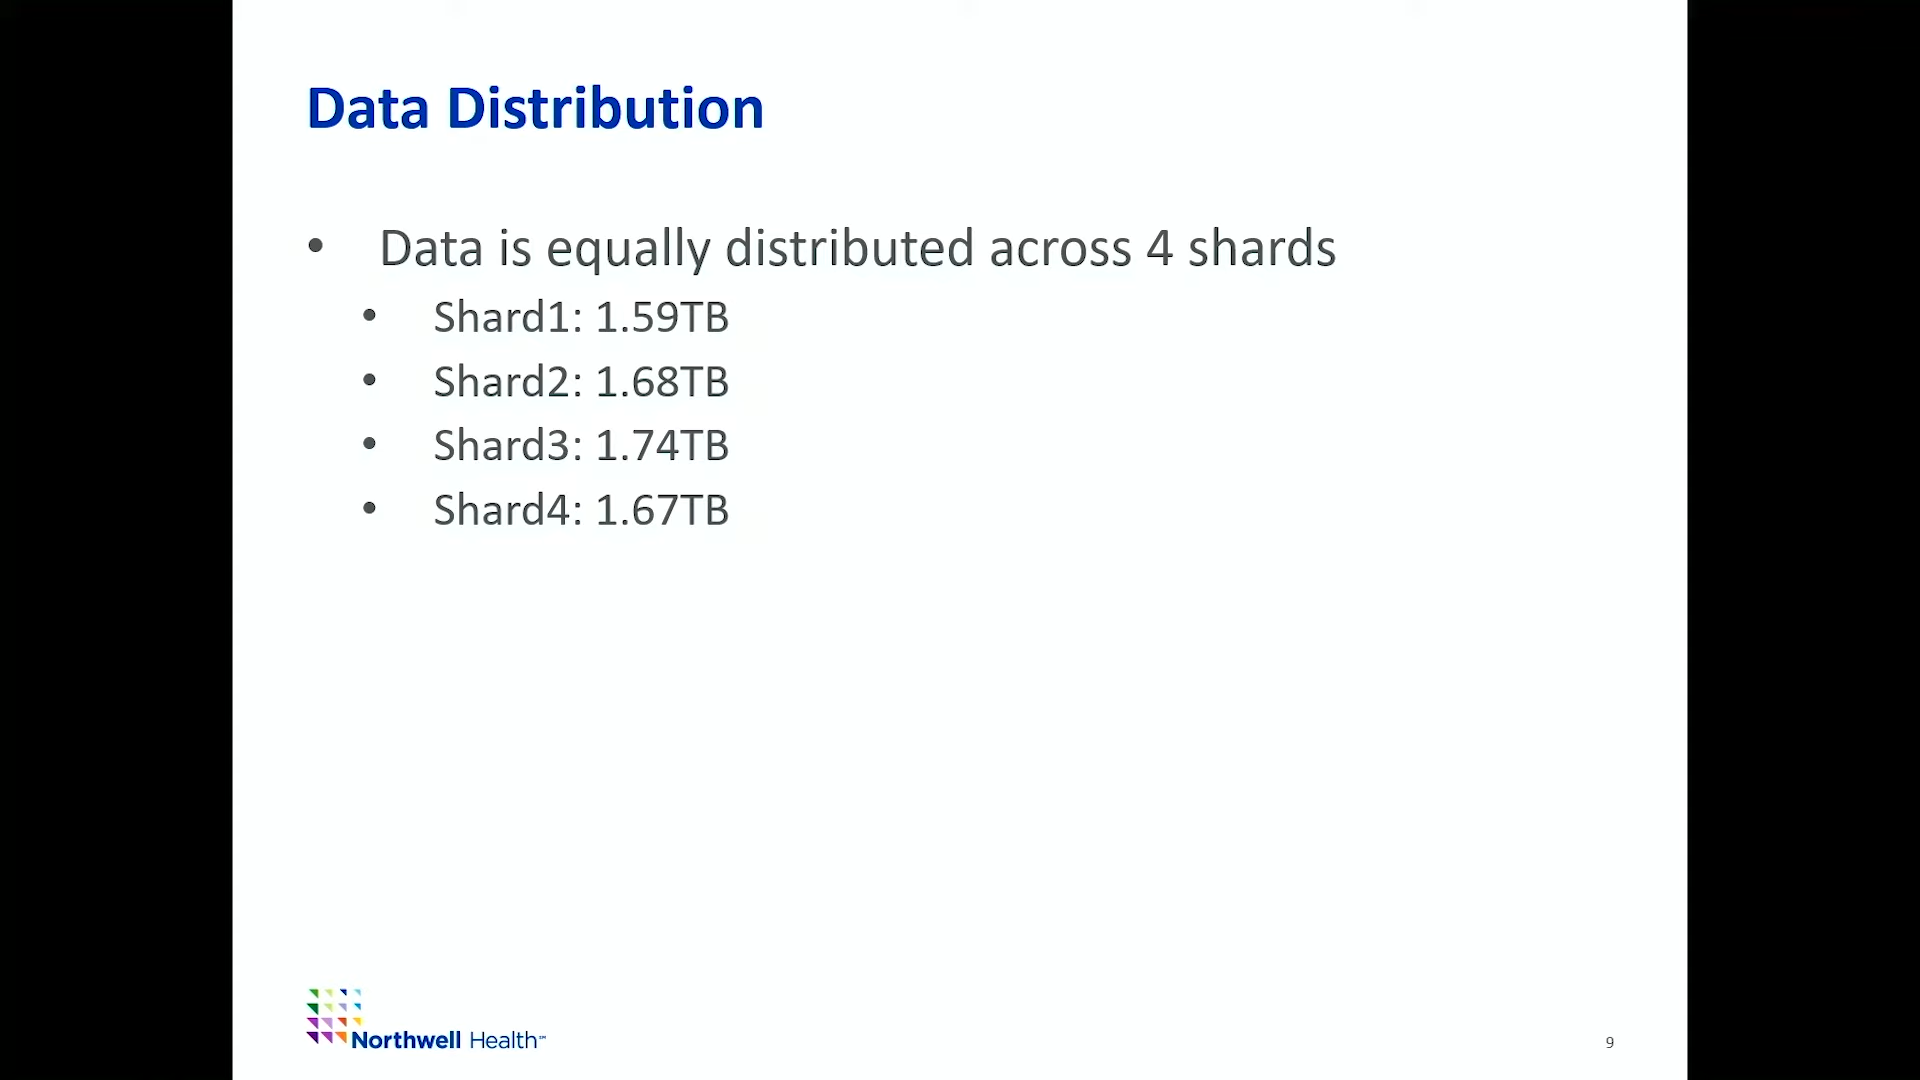 Data Distribution
• Data is equally distributed across 4 shards
• Shard1: 1.59TB
• Shard2: 1.68TB
• Shard3: 1.74TB
• Shard4: 1.67TB
Northwell Health℠
9